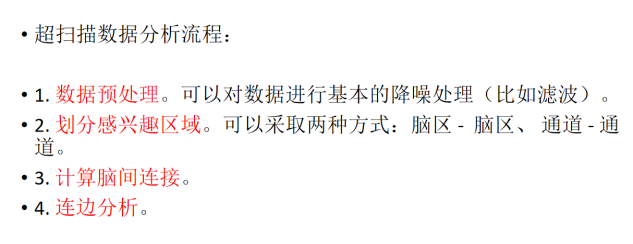 • 超扫描数据分析流程：
• 1. 数据预处理。可以对数据进行基本的降噪处理（比如滤波）。
• 2. 划分感兴趣区域。可以采取两种方式：脑区 - 脑区、 通道 - 通
道。
• 3. 计算脑间连接。
• 4. 连边分析。